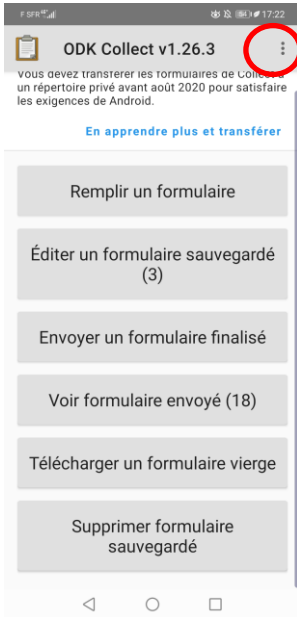 F SFR 4G 17:22
ODK Collect v1.26.3
Vous devez transférer les formulaires de Collect à
un répertoire privé avant août 2020 pour satisfaire
les exigences de Android.
En apprendre plus et transférer
Remplir un formulaire
Éditer un formulaire sauvegardé
(3)
Envoyer un formulaire finalisé
Voir formulaire envoyé (18)
Télécharger un formulaire vierge
Supprimer formulaire
sauvegardé